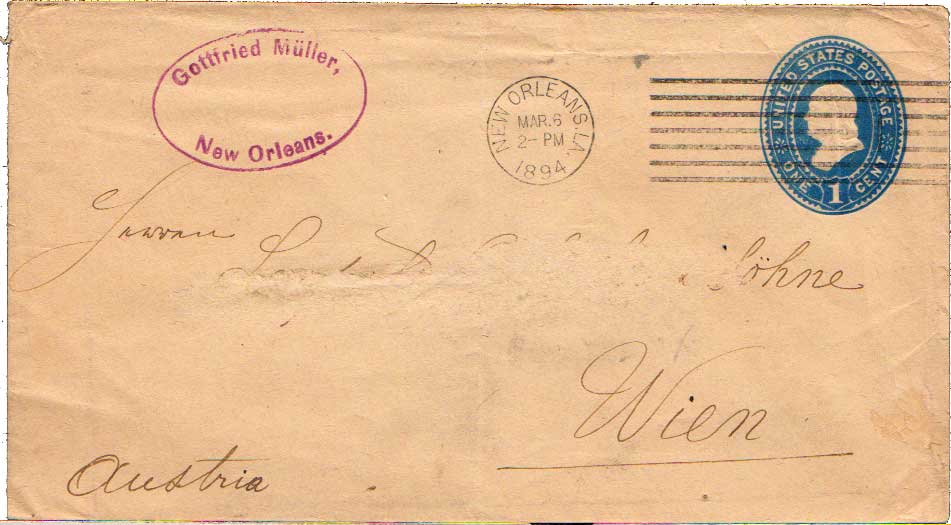 Gottfried Müller,
New Orleans.
NEW ORLEANS, LA.
MAR. 6
2-PM
1894
UNITED STATES POSTAGE
ONE 1 CENT
Herren Söhne
Wien
Austria